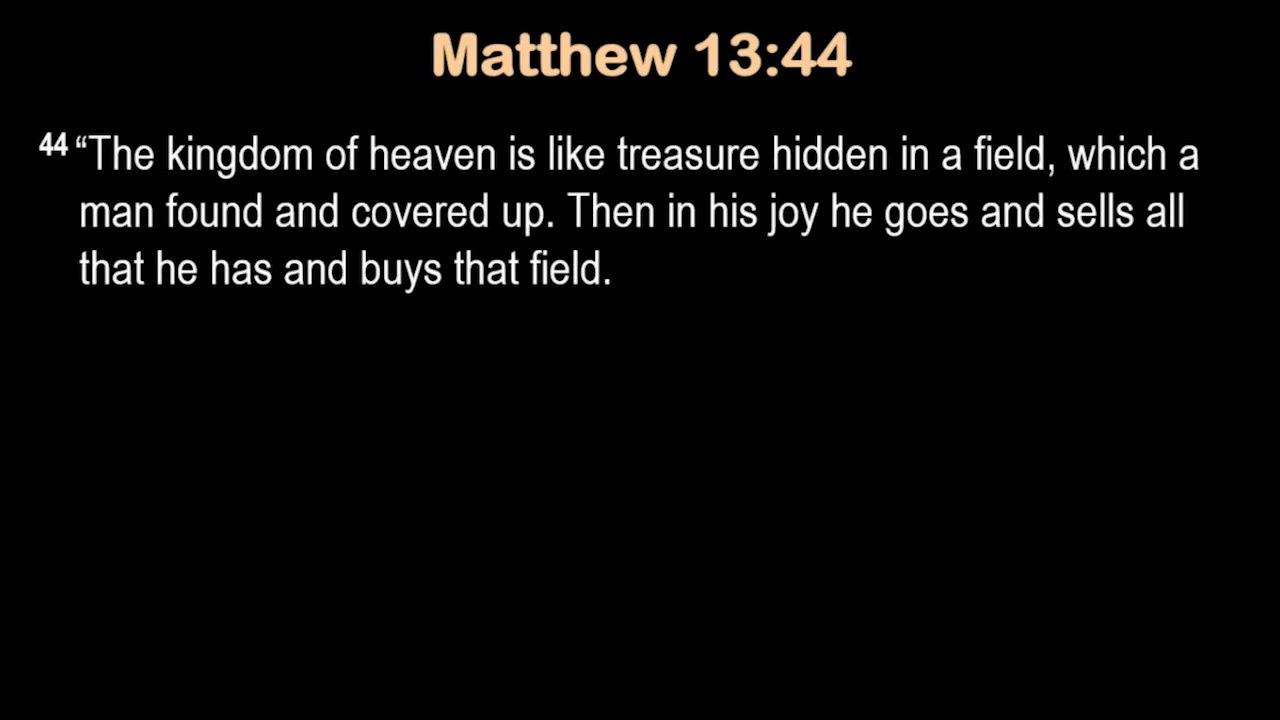 Matthew 13:44
44 “The kingdom of heaven is like treasure hidden in a field, which a
man found and covered up. Then in his joy he goes and sells all
that he has and buys that field.